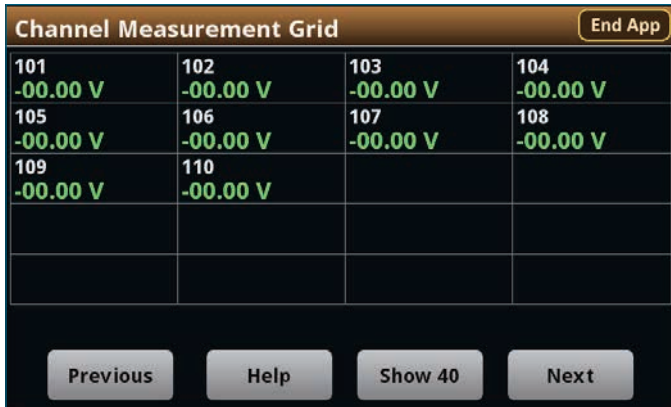 Channel Measurement Grid
End App
101 102 103 104
-00.00 V -00.00 V -00.00 V -00.00 V
105 106 107 108
-00.00 V -00.00 V -00.00 V -00.00 V
109 110
-00.00 V -00.00 V
Previous Help Show 40 Next